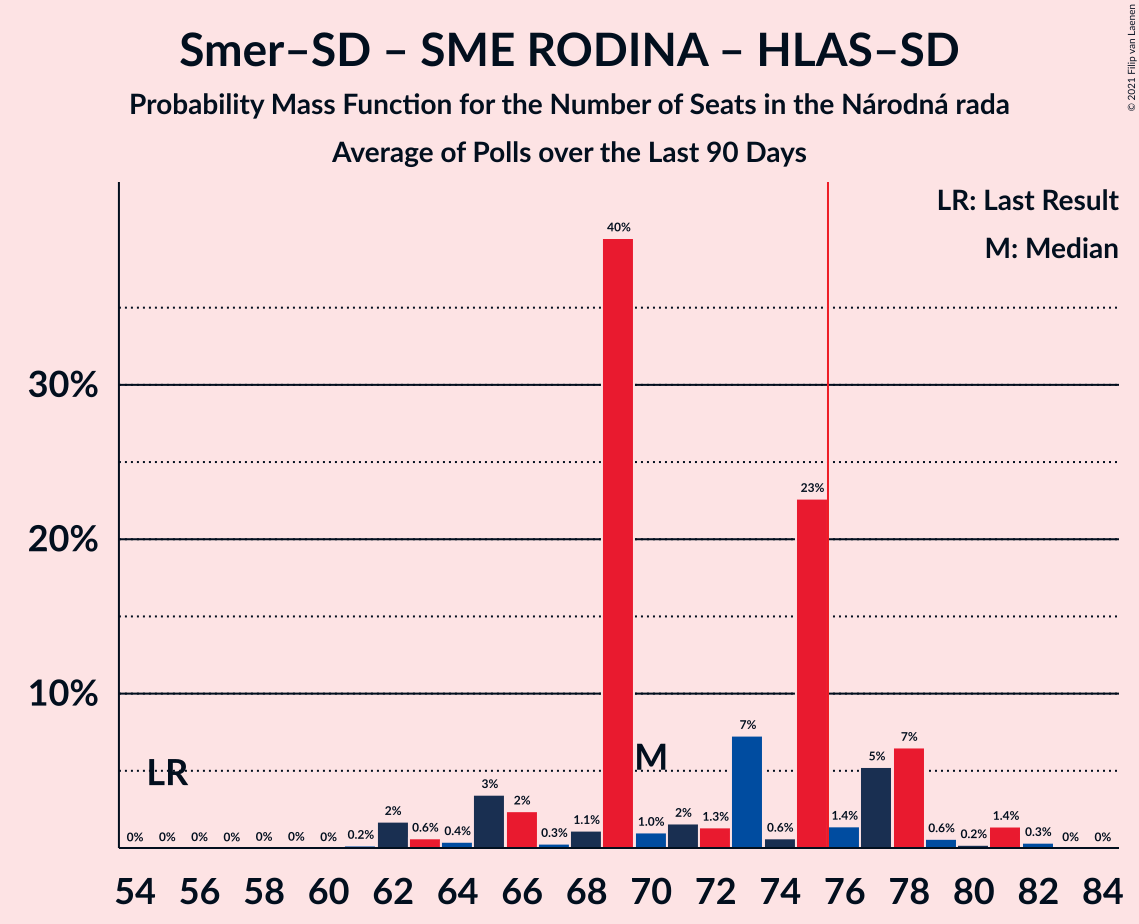 Smer–SD – SME RODINA – HLAS–SD
Probability Mass Function for the Number of Seats in the Národná rada
Average of Polls over the Last 90 Days
© 2021 Filip van Laenen
LR: Last Result
M: Median
30%
20%
10%
LR
M
0% 0% 0% 0% 0% 0% 0% 0.2% 2% 0.6% 0.4% 3% 2% 0.3% 1.1% 40% 1.0% 2% 1.3% 7% 0.6% 23% 1.4% 5% 7% 0.6% 0.2% 1.4% 0.3% 0% 0%
54 56 58 60 62 64 66 68 70 72 74 76 78 80 82 84